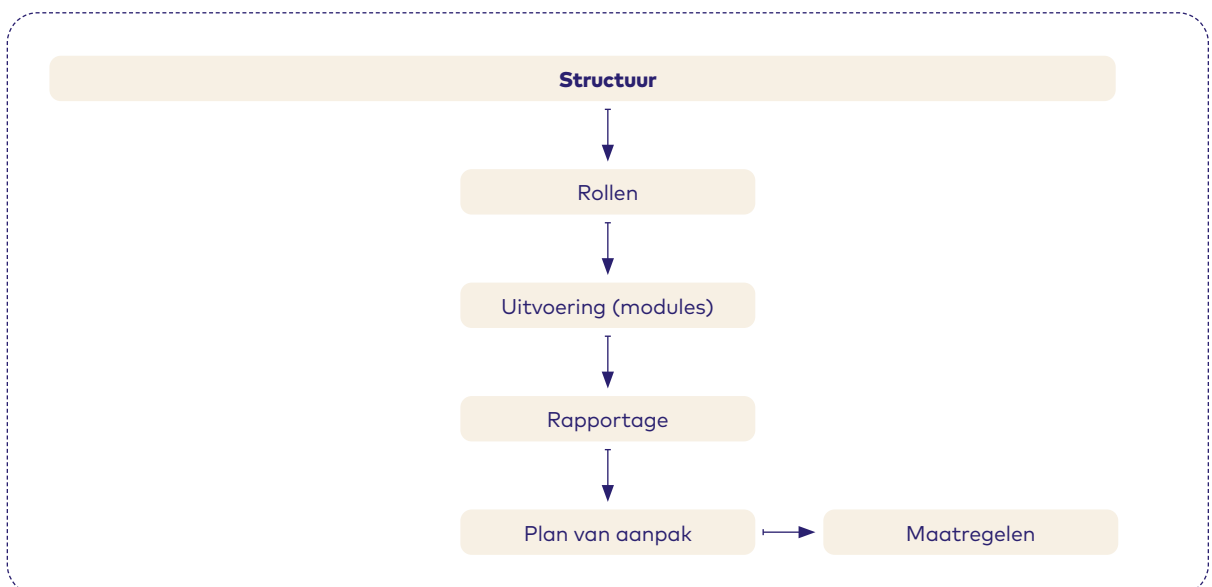 Structuur
Rollen
Uitvoering (modules)
Rapportage
Plan van aanpak
Maatregelen